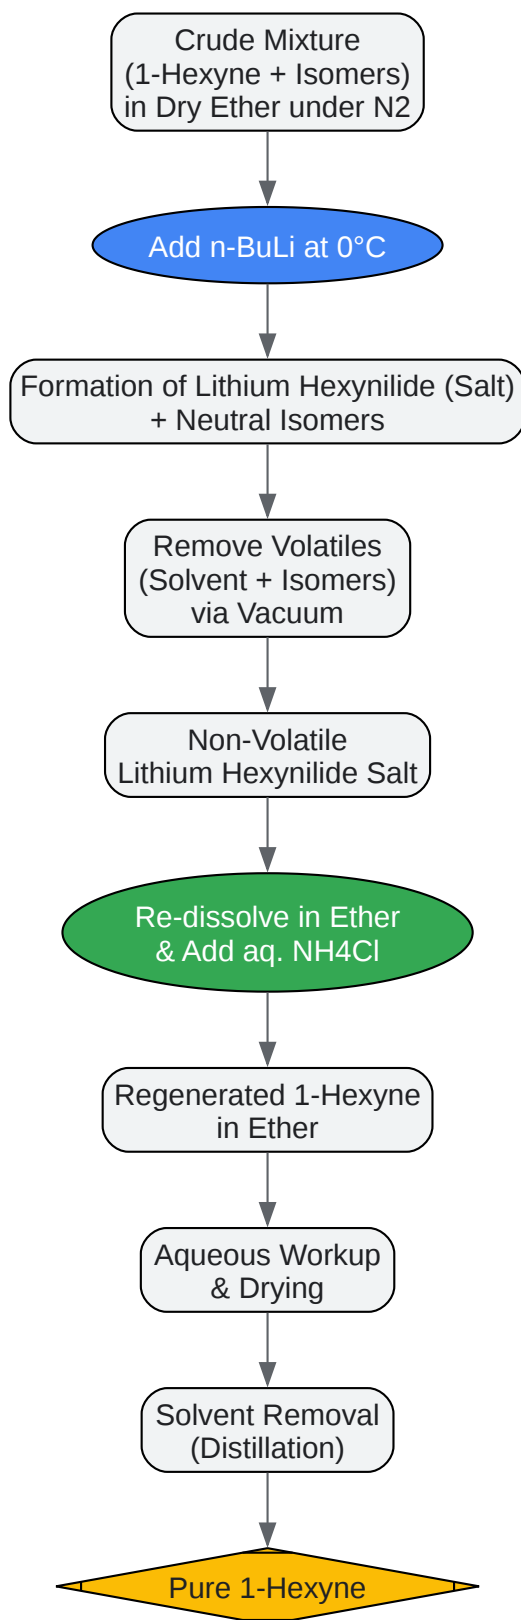 Crude Mixture
(1-Hexyne + Isomers)
in Dry Ether under N2
Add n-BuLi at 0°C
Formation of Lithium Hexynilide (Salt)
+ Neutral Isomers
Remove Volatiles
(Solvent + Isomers)
via Vacuum
Non-Volatile
Lithium Hexynilide Salt
Re-dissolve in Ether
& Add aq. NH4Cl
Regenerated 1-Hexyne
in Ether
Aqueous Workup
& Drying
Solvent Removal
(Distillation)
Pure 1-Hexyne